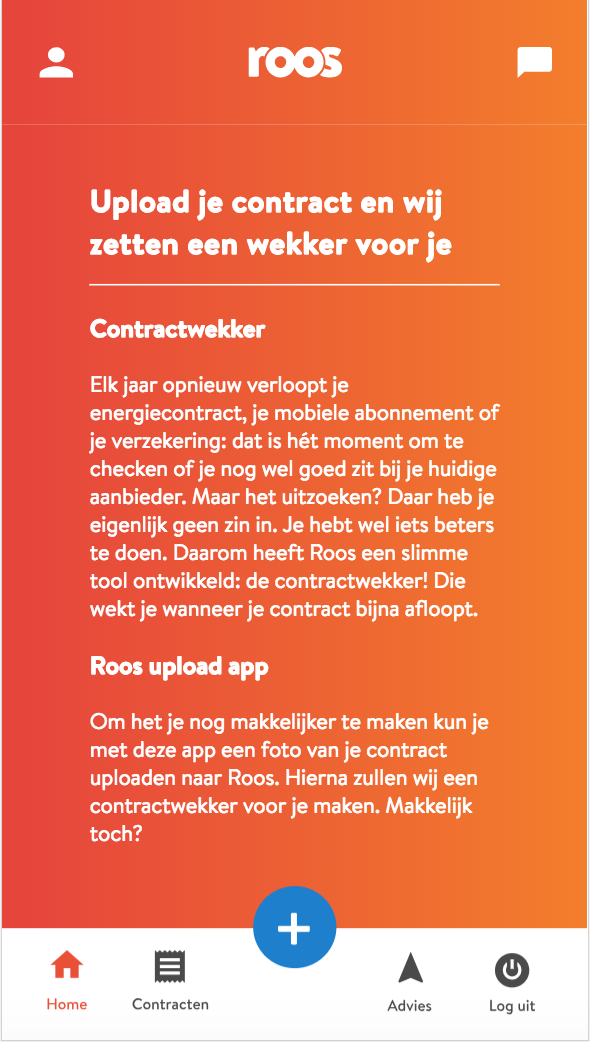 roos
Upload je contract en wij
zetten een wekker voor je
Contractwekker
Elk jaar opnieuw verloopt je
energiecontract, je mobiele abonnement of
je verzekering: dat is hét moment om te
checken of je nog wel goed zit bij je huidige
aanbieder. Maar het uitzoeken? Daar heb je
eigenlijk geen zin in. Je hebt wel iets beters
te doen. Daarom heeft Roos een slimme
tool ontwikkeld: de contractwekker! Die
wekt je wanneer je contract bijna afloopt.
Roos upload app
Om het je nog makkelijker te maken kun je
met deze app een foto van je contract
uploaden naar Roos. Hierna zullen wij een
contractwekker voor je maken. Makkelijk
toch?
Home Contracten Advies Log uit